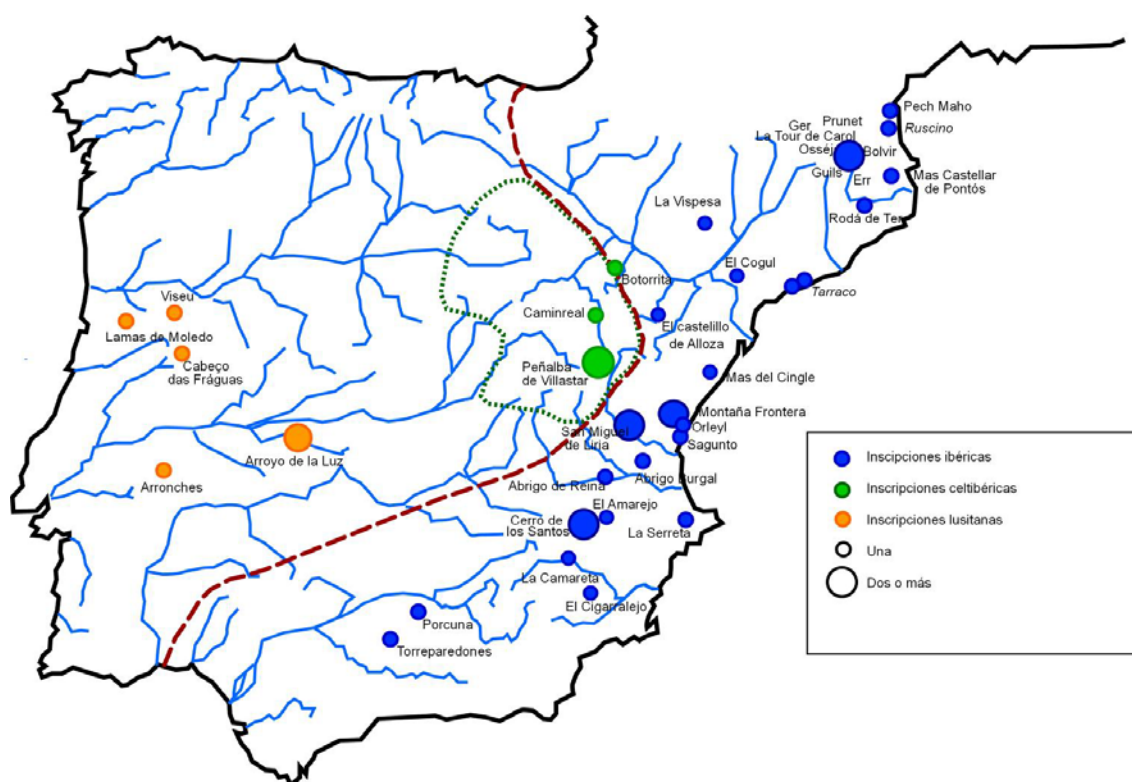 Pech Maho
Prunet
Ger
Ruscino
La Tour de Carol
Osséja
Bolvir
Guils
Err
Mas Castellar
de Pontós
Roda de Ter
La Vispesa
El Cogul
Tarraco
Botorrita
Caminreal
El castelillo
de Alloza
Peñalba
de Villastar
Viseu
Lamas de Moledo
Cabeço
das Fráguas
Mas del Cingle
Montaña Frontera
Orleyl
Sagunto
San Miguel
de Liria
Arroyo de la Luz
Arronches
Abrigo de Reina
Abrigo Burgal
El Amarejo
Cerro de
los Santos
La Serreta
La Camareta
El Cigarralejo
Porcuna
Torreparedones
Inscipciones ibéricas
Inscripciones celtibéricas
Inscripciones lusitanas
Una
Dos o más